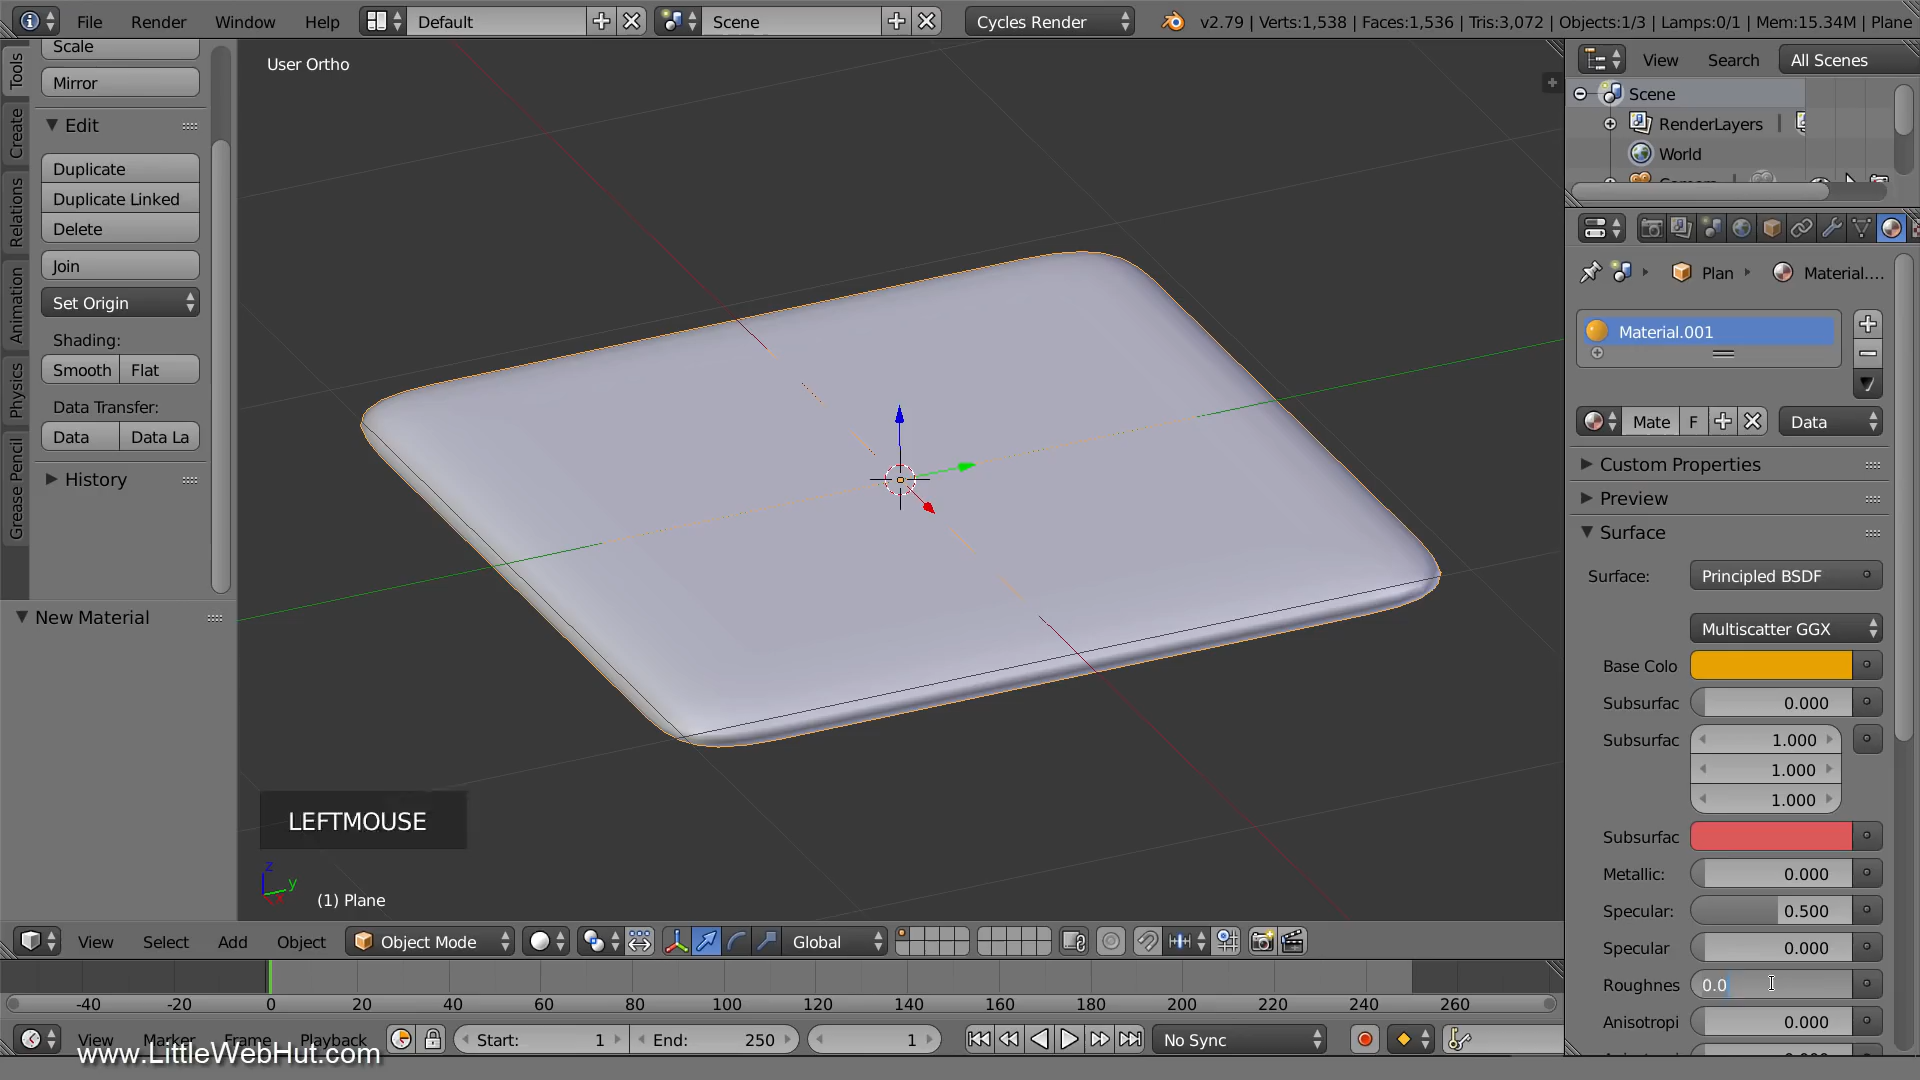 File Render Window Help Default Scene Cycles Render v2.79 | Verts:1,538 | Faces:1,536 | Tris:3,072 | Objects:1/3 | Lamps:0/1 | Mem:15.34M | Plane
Scale
Mirror
Edit
Duplicate
Duplicate Linked
Delete
Join
Set Origin
Shading:
Smooth Flat
Data Transfer:
Data Data La
History
New Material
Tools
Create
Relations
Animation
Physics
Grease Pencil
User Ortho
LEFTMOUSE
z
y
(1) Plane
View Select Add Object Object Mode Global
-40 -20 0 20 40 60 80 100 120 140 160 180 200 220 240 260
View Marker Frame Playback Start: 1 End: 250 1 No Sync
www.LittleWebHut.com
View Search All Scenes
Scene
RenderLayers
World
Plan Material....
Material.001
Mate F Data
Custom Properties
Preview
Surface
Surface: Principled BSDF
Multiscatter GGX
Base Colo
Subsurfac 0.000
Subsurfac 1.000
1.000
1.000
Subsurfac
Metallic: 0.000
Specular: 0.500
Specular 0.000
Roughnes 0.0
Anisotropi 0.000